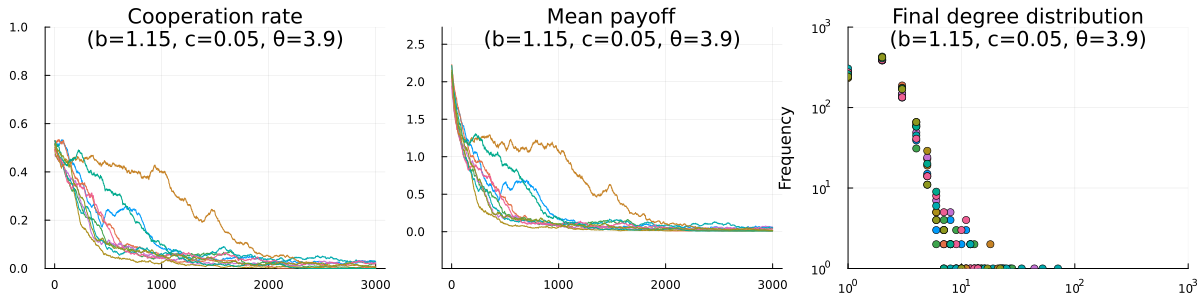 Cooperation rate
(b=1.15, c=0.05, θ=3.9)
1.0
0.8
0.6
0.4
0.2
0.0
0 1000 2000 3000
Mean payoff
(b=1.15, c=0.05, θ=3.9)
2.5
2.0
1.5
1.0
0.5
0.0
0 1000 2000 3000
Final degree distribution
(b=1.15, c=0.05, θ=3.9)
Frequency
10³
10²
10¹
10⁰
10⁰ 10¹ 10² 10³